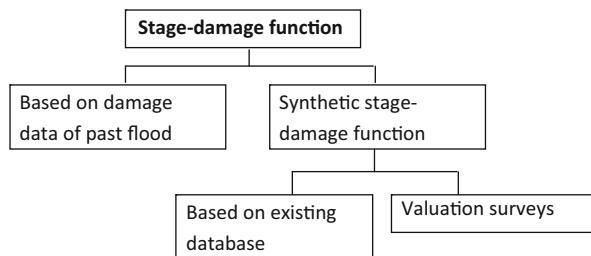 Stage-damage function
Based on damage
data of past flood
Synthetic stage-
damage function
Based on existing
database
Valuation surveys